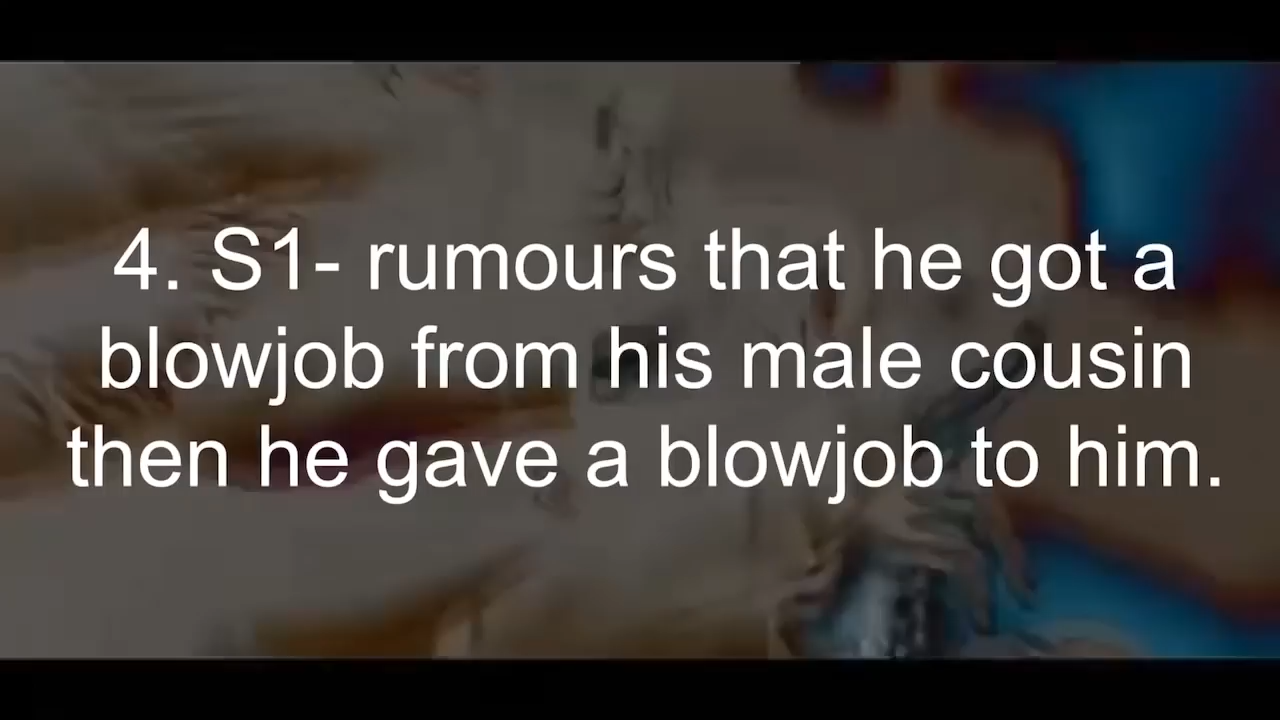 4. S1- rumours that he got a
blowjob from his male cousin
then he gave a blowjob to him.